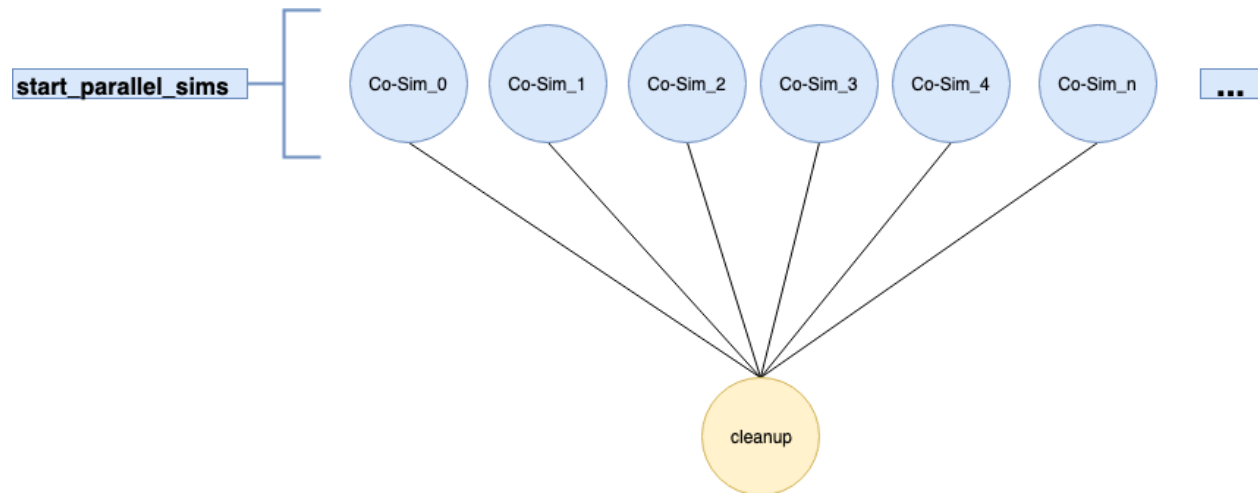 start_parallel_sims
Co-Sim_0
Co-Sim_1
Co-Sim_2
Co-Sim_3
Co-Sim_4
Co-Sim_n
...
cleanup